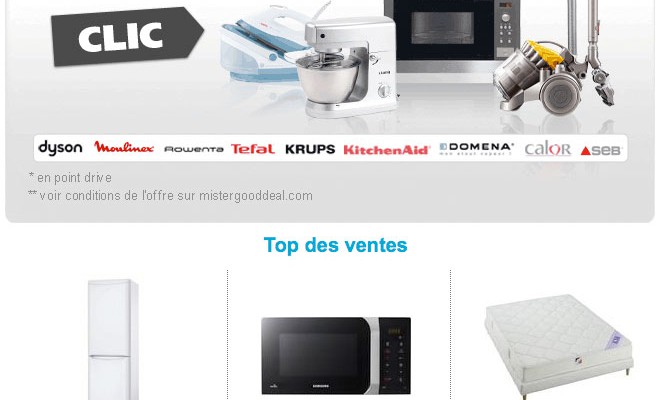 CLIC
dyson Moulinex Rowenta Tefal KRUPS KitchenAid DOMENA calor SEB
* en point drive
** voir conditions de l'offre sur mistergooddeal.com
Top des ventes
SAMSUNG